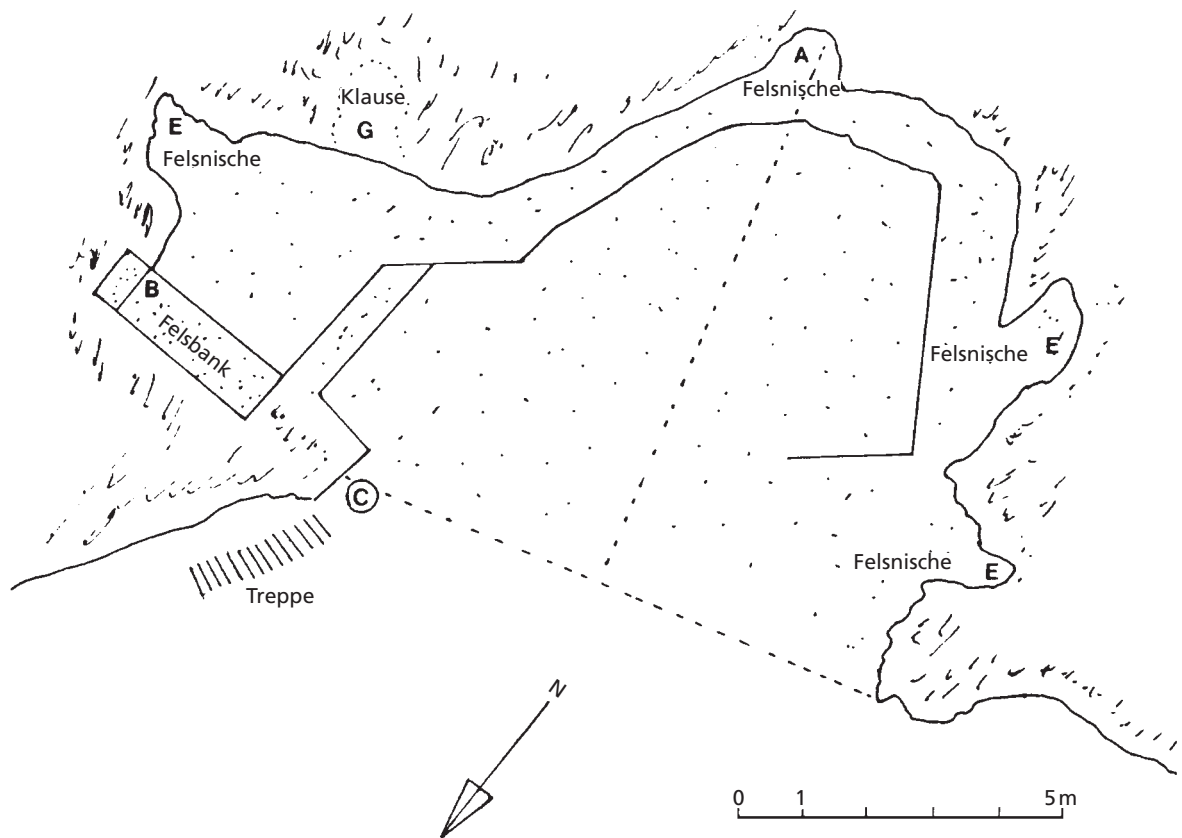 A
Felsnische
Klause
G
E
Felsnische
B
Felsbank
Felsnische
E
C
Felsnische
E
Treppe
N
0 1 5 m